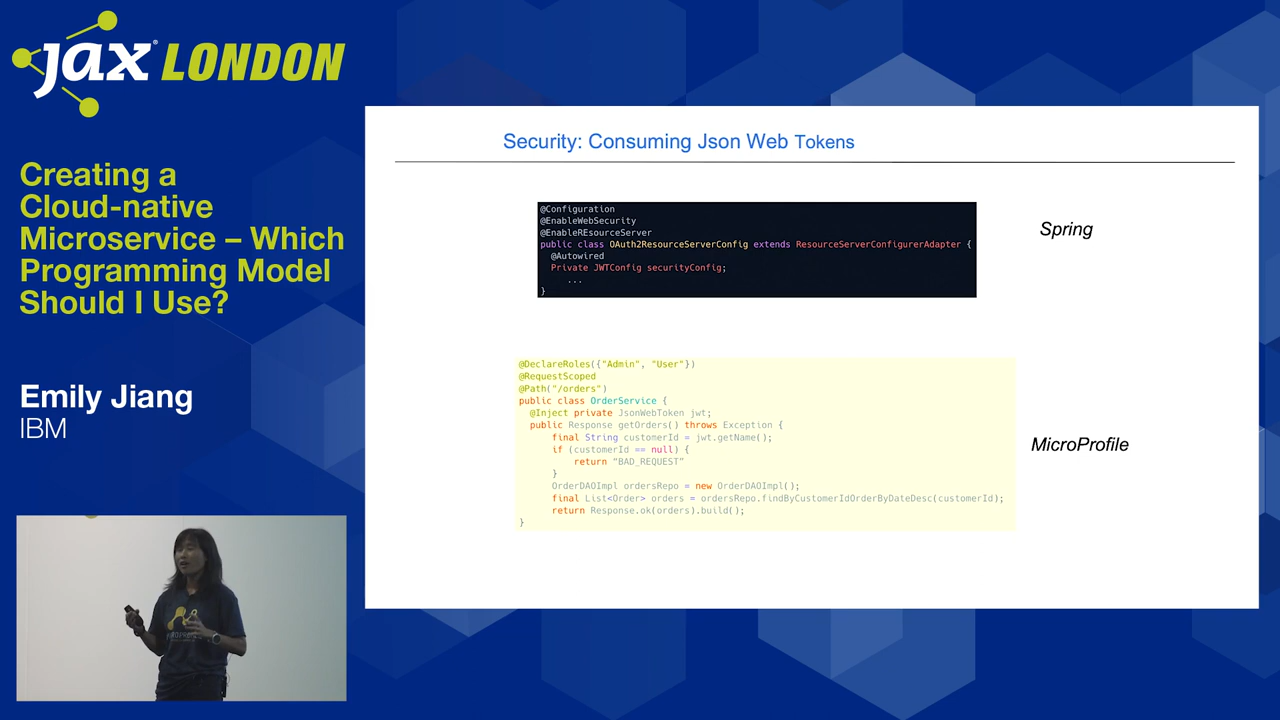 jax LONDON
Creating a
Cloud-native
Microservice – Which
Programming Model
Should I Use?
Emily Jiang
IBM
Security: Consuming Json Web Tokens
@Configuration
@EnableWebSecurity
@EnableREsourceServer
public class OAuth2ResourceServerConfig extends ResourceServerConfigurerAdapter {
@Autowired
Private JWTConfig securityConfig;
...
}
Spring
@DeclareRoles({"Admin", "User"})
@RequestScoped
@Path("/orders")
public class OrderService {
@Inject private JsonWebToken jwt;
public Response getOrders() throws Exception {
final String customerId = jwt.getName();
if (customerId == null) {
return "BAD_REQUEST"
}
OrderDAOImpl ordersRepo = new OrderDAOImpl();
final List<Order> orders = ordersRepo.findByCustomerIdOrderByDateDesc(customerId);
return Response.ok(orders).build();
}
MicroProfile